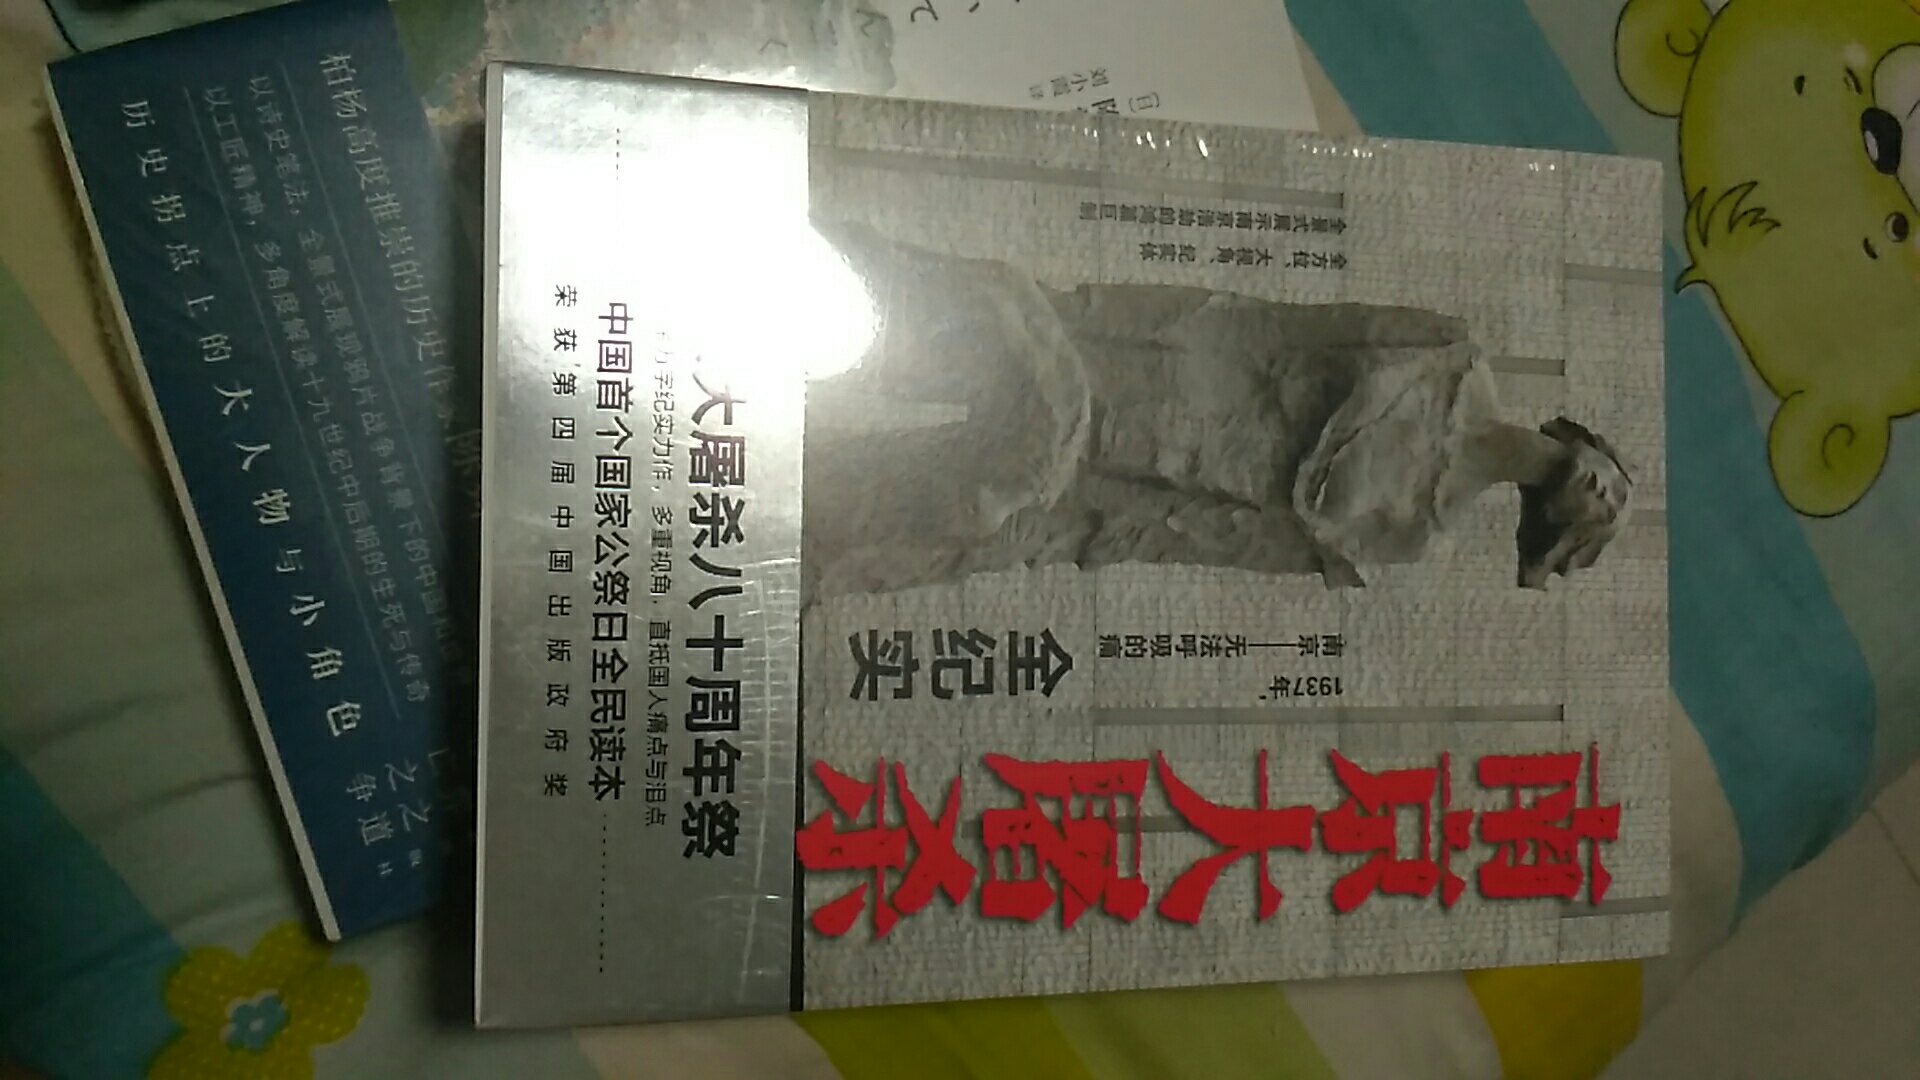 南京大屠杀
全纪实
1937年,
南京——无法呼吸的痛
全方位、大视角、纪实体
全景式展示南京浩劫的鸿篇巨制
大屠杀八十周年祭
万字纪实力作，多重视角，直抵国人痛点与泪点
中国首个国家公祭日全民读本
荣获第四届中国出版政府奖
[日]
刘小霞 译
柏杨高度推崇的历史作家陈
以诗史笔法，全景式展现鸦片战争背景下的中国
以工匠精神，多角度解读十九世纪中后期的生死与传奇
历史拐点上的大人物与小角色
之之
争道